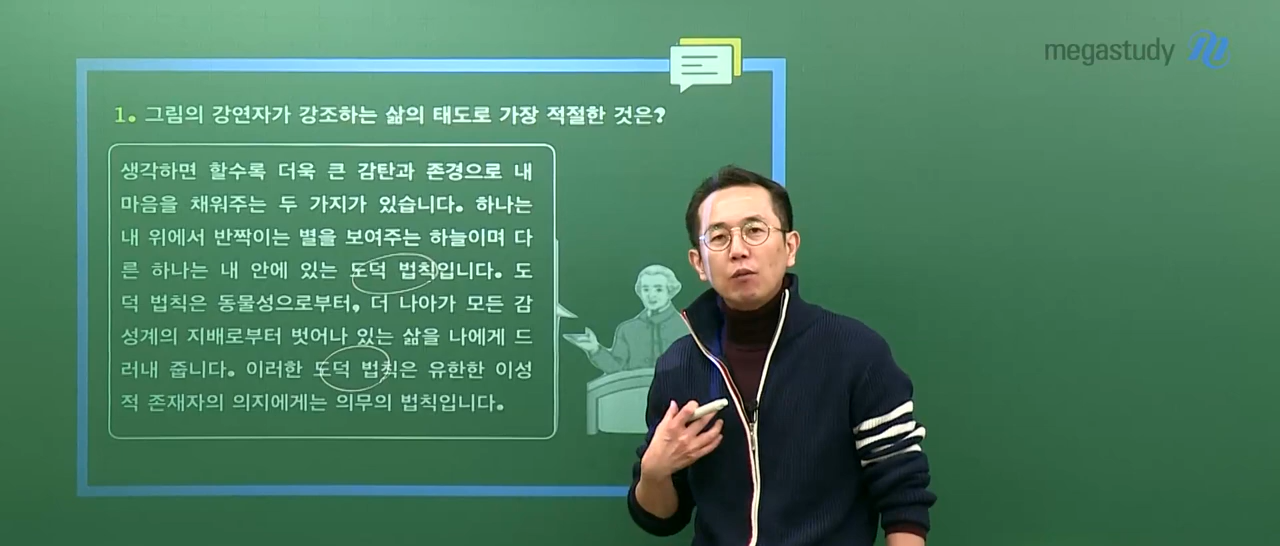 megastudy
1. 그림의 강연자가 강조하는 삶의 태도로 가장 적절한 것은?
생각하면 할수록 더욱 큰 감탄과 존경으로 내
마음을 채워주는 두 가지가 있습니다. 하나는
내 위에서 반짝이는 별을 보여주는 하늘이며 다
른 하나는 내 안에 있는 도덕 법칙입니다. 도
덕 법칙은 동물성으로부터, 더 나아가 모든 감
성계의 지배로부터 벗어나 있는 삶을 나에게 드
러내 줍니다. 이러한 도덕 법칙은 유한한 이성
적 존재자의 의지에게는 의무의 법칙입니다.